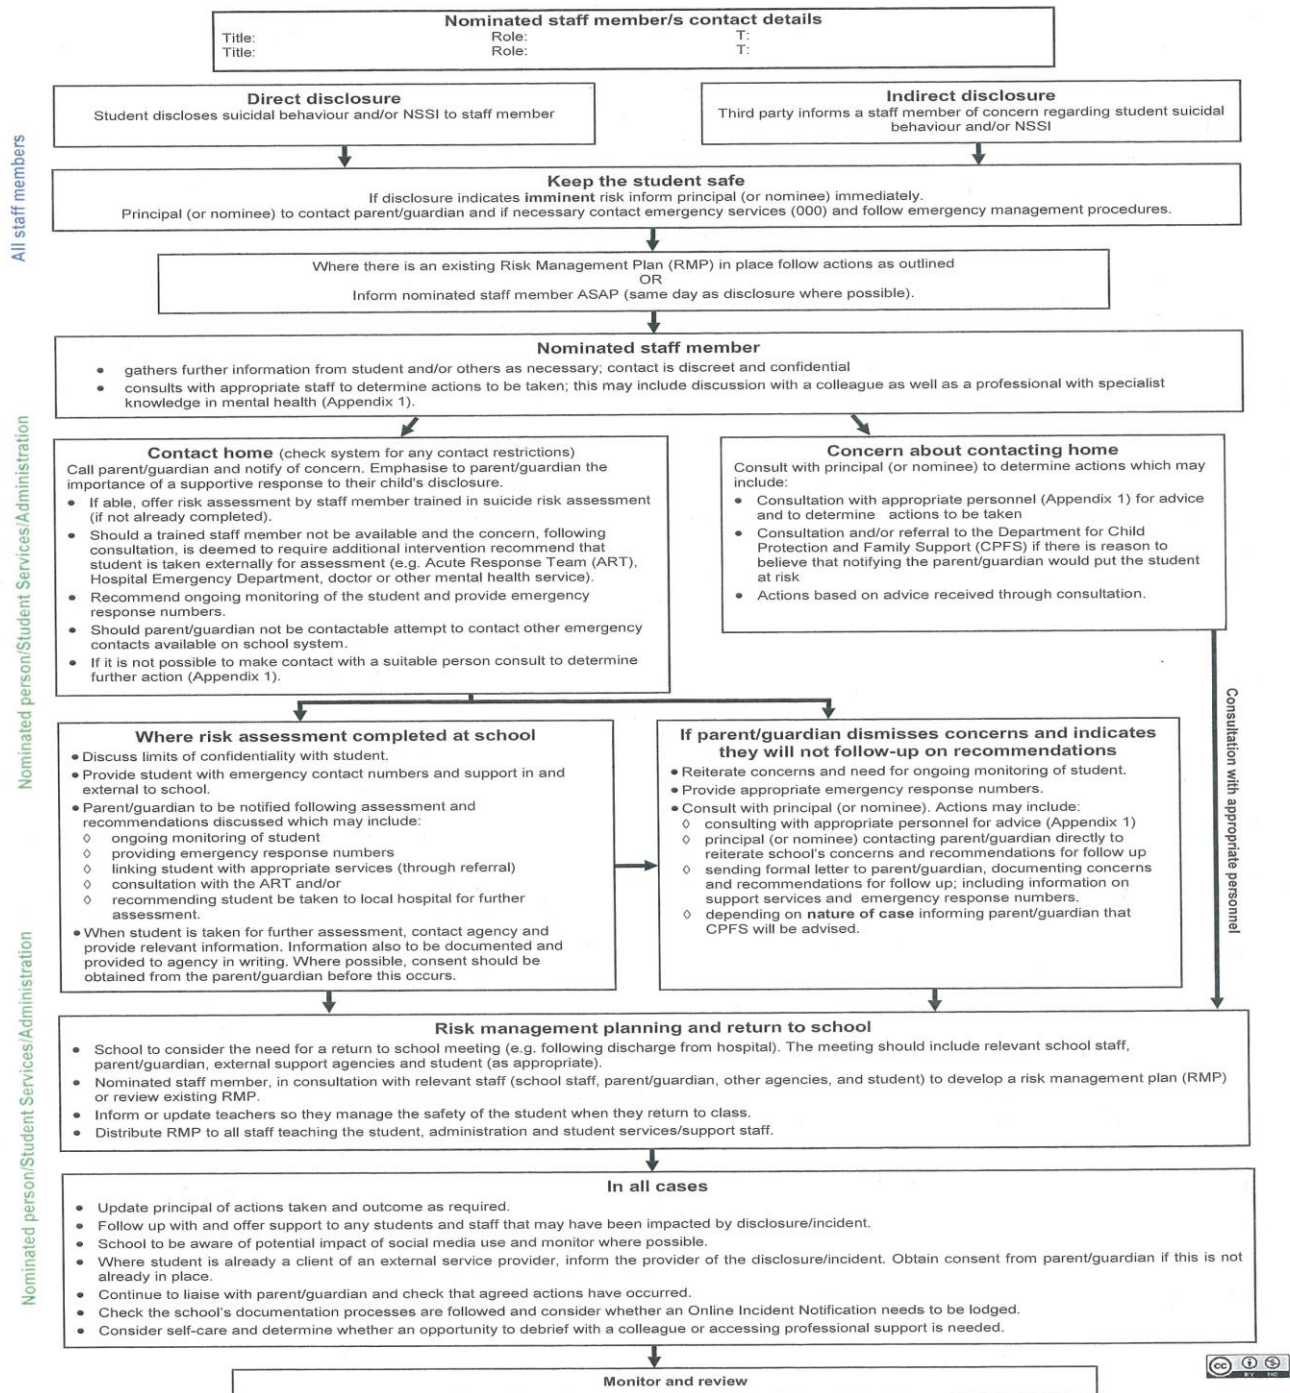 Nominated staff member/s contact details
Title: Role: T:
Title: Role: T:
All staff members
Direct disclosure
Student discloses suicidal behaviour and/or NSSI to staff member
Indirect disclosure
Third party informs a staff member of concern regarding student suicidal
behaviour and/or NSSI
Keep the student safe
If disclosure indicates imminent risk inform principal (or nominee) immediately.
Principal (or nominee) to contact parent/guardian and if necessary contact emergency services (000) and follow emergency management procedures.
Where there is an existing Risk Management Plan (RMP) in place follow actions as outlined
OR
Inform nominated staff member ASAP (same day as disclosure where possible).
Nominated person/Student Services/Administration
Nominated staff member
• gathers further information from student and/or others as necessary; contact is discreet and confidential
• consults with appropriate staff to determine actions to be taken; this may include discussion with a colleague as well as a professional with specialist
knowledge in mental health (Appendix 1).
Contact home (check system for any contact restrictions)
Call parent/guardian and notify of concern. Emphasise to parent/guardian the
importance of a supportive response to their child's disclosure.
• If able, offer risk assessment by staff member trained in suicide risk assessment
(if not already completed).
• Should a trained staff member not be available and the concern, following
consultation, is deemed to require additional intervention recommend that
student is taken externally for assessment (e.g. Acute Response Team (ART),
Hospital Emergency Department, doctor or other mental health service).
• Recommend ongoing monitoring of the student and provide emergency
response numbers.
• Should parent/guardian not be contactable attempt to contact other emergency
contacts available on school system.
• If it is not possible to make contact with a suitable person consult to determine
further action (Appendix 1).
Concern about contacting home
Consult with principal (or nominee) to determine actions which may
include:
• Consultation with appropriate personnel (Appendix 1) for advice
and to determine actions to be taken
• Consultation and/or referral to the Department for Child
Protection and Family Support (CPFS) if there is reason to
believe that notifying the parent/guardian would put the student
at risk
• Actions based on advice received through consultation.
Consultation with appropriate personnel
Where risk assessment completed at school
• Discuss limits of confidentiality with student.
• Provide student with emergency contact numbers and support in and
external to school.
• Parent/guardian to be notified following assessment and
recommendations discussed which may include:
◊ ongoing monitoring of student
◊ providing emergency response numbers
◊ linking student with appropriate services (through referral)
◊ consultation with the ART and/or
◊ recommending student be taken to local hospital for further
assessment.
• When student is taken for further assessment, contact agency and
provide relevant information. Information also to be documented and
provided to agency in writing. Where possible, consent should be
obtained from the parent/guardian before this occurs.
If parent/guardian dismisses concerns and indicates
they will not follow-up on recommendations
• Reiterate concerns and need for ongoing monitoring of student.
• Provide appropriate emergency response numbers.
• Consult with principal (or nominee). Actions may include:
◊ consulting with appropriate personnel for advice (Appendix 1)
◊ principal (or nominee) contacting parent/guardian directly to
reiterate school's concerns and recommendations for follow up
◊ sending formal letter to parent/guardian, documenting concerns
and recommendations for follow up; including information on
support services and emergency response numbers.
◊ depending on nature of case informing parent/guardian that
CPFS will be advised.
Nominated person/Student Services/Administration
Risk management planning and return to school
• School to consider the need for a return to school meeting (e.g. following discharge from hospital). The meeting should include relevant school staff,
parent/guardian, external support agencies and student (as appropriate).
• Nominated staff member, in consultation with relevant staff (school staff, parent/guardian, other agencies, and student) to develop a risk management plan (RMP)
or review existing RMP.
• Inform or update teachers so they manage the safety of the student when they return to class.
• Distribute RMP to all staff teaching the student, administration and student services/support staff.
In all cases
• Update principal of actions taken and outcome as required.
• Follow up with and offer support to any students and staff that may have been impacted by disclosure/incident.
• School to be aware of potential impact of social media use and monitor where possible.
• Where student is already a client of an external service provider, inform the provider of the disclosure/incident. Obtain consent from parent/guardian if this is not
already in place.
• Continue to liaise with parent/guardian and check that agreed actions have occurred.
• Check the school's documentation processes are followed and consider whether an Online Incident Notification needs to be lodged.
• Consider self-care and determine whether an opportunity to debrief with a colleague or accessing professional support is needed.
Monitor and review
cc
BY NC